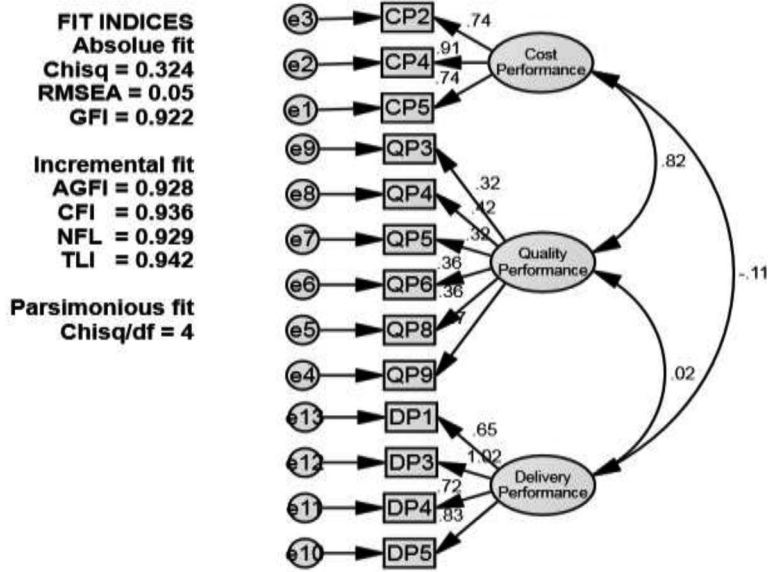 FIT INDICES
Absolue fit
Chisq = 0.324
RMSEA = 0.05
GFI = 0.922
Incremental fit
AGFI = 0.928
CFI = 0.936
NFL = 0.929
TLI = 0.942
Parsimonious fit
Chisq/df = 4
e3 CP2 .74
e2 CP4 .91
e1 CP5 .74
Cost
Performance
e9 QP3 .32
e8 QP4 .42
e7 QP5 .32
e6 QP6 .36
e5 QP8 .36
e4 QP9
Quality
Performance
e13 DP1 .65
e12 DP3 1.02
e11 DP4 .72
e10 DP5 .83
Delivery
Performance
.82
-.11
.02